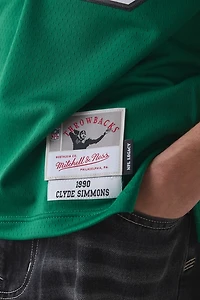 THROWBACKS
Mitchell & Ness
PHILADELPHIA, PA.
NFL LEGACY
1990
CLYDE SIMMONS